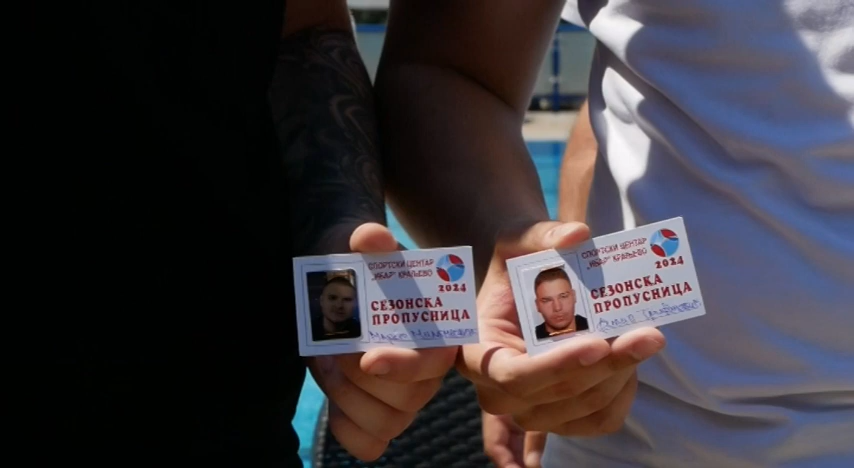 СПОРТСКИ ЦЕНТАР
„ИБАР" КРАЉЕВО
2024
СЕЗОНСКА
ПРОПУСНИЦА
СПОРТСКИ ЦЕНТАР
„ИБАР" КРАЉЕВО
2024
СЕЗОНСКА
ПРОПУСНИЦА